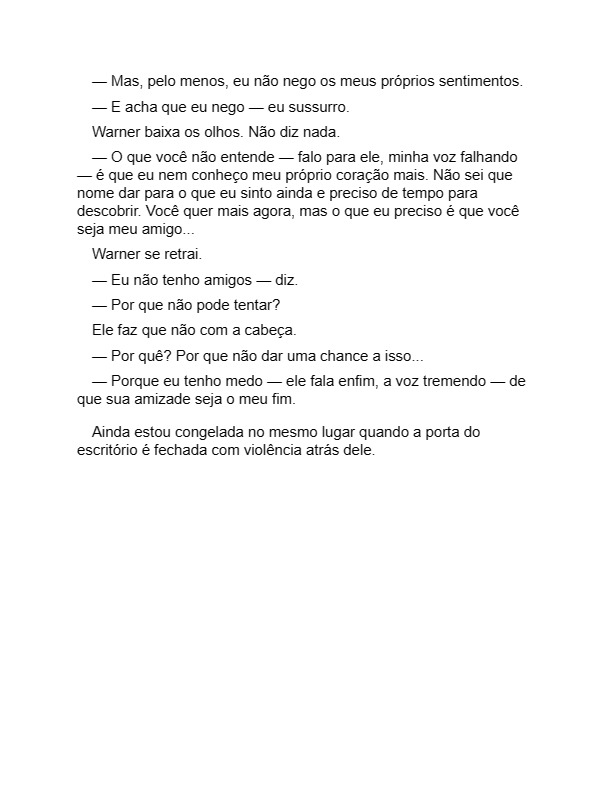 — Mas, pelo menos, eu não nego os meus próprios sentimentos.
— E acha que eu nego — eu sussurro.
Warner baixa os olhos. Não diz nada.
— O que você não entende — falo para ele, minha voz falhando
— é que eu nem conheço meu próprio coração mais. Não sei que
nome dar para o que eu sinto ainda e preciso de tempo para
descobrir. Você quer mais agora, mas o que eu preciso é que você
seja meu amigo...
Warner se retrai.
— Eu não tenho amigos — diz.
— Por que não pode tentar?
Ele faz que não com a cabeça.
— Por quê? Por que não dar uma chance a isso...
— Porque eu tenho medo — ele fala enfim, a voz tremendo — de
que sua amizade seja o meu fim.
Ainda estou congelada no mesmo lugar quando a porta do
escritório é fechada com violência atrás dele.